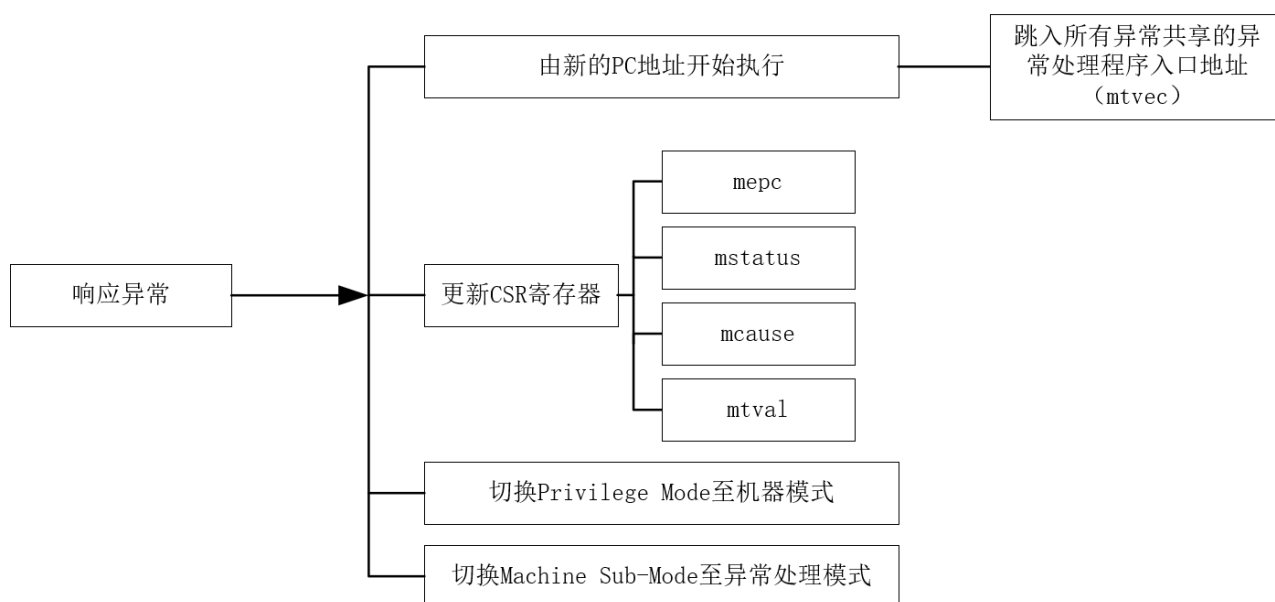 由新的PC地址开始执行
跳入所有异常共享的异
常处理程序入口地址
（mtvec）
mepc
mstatus
响应异常
更新CSR寄存器
mcause
mtval
切换Privilege Mode至机器模式
切换Machine Sub-Mode至异常处理模式